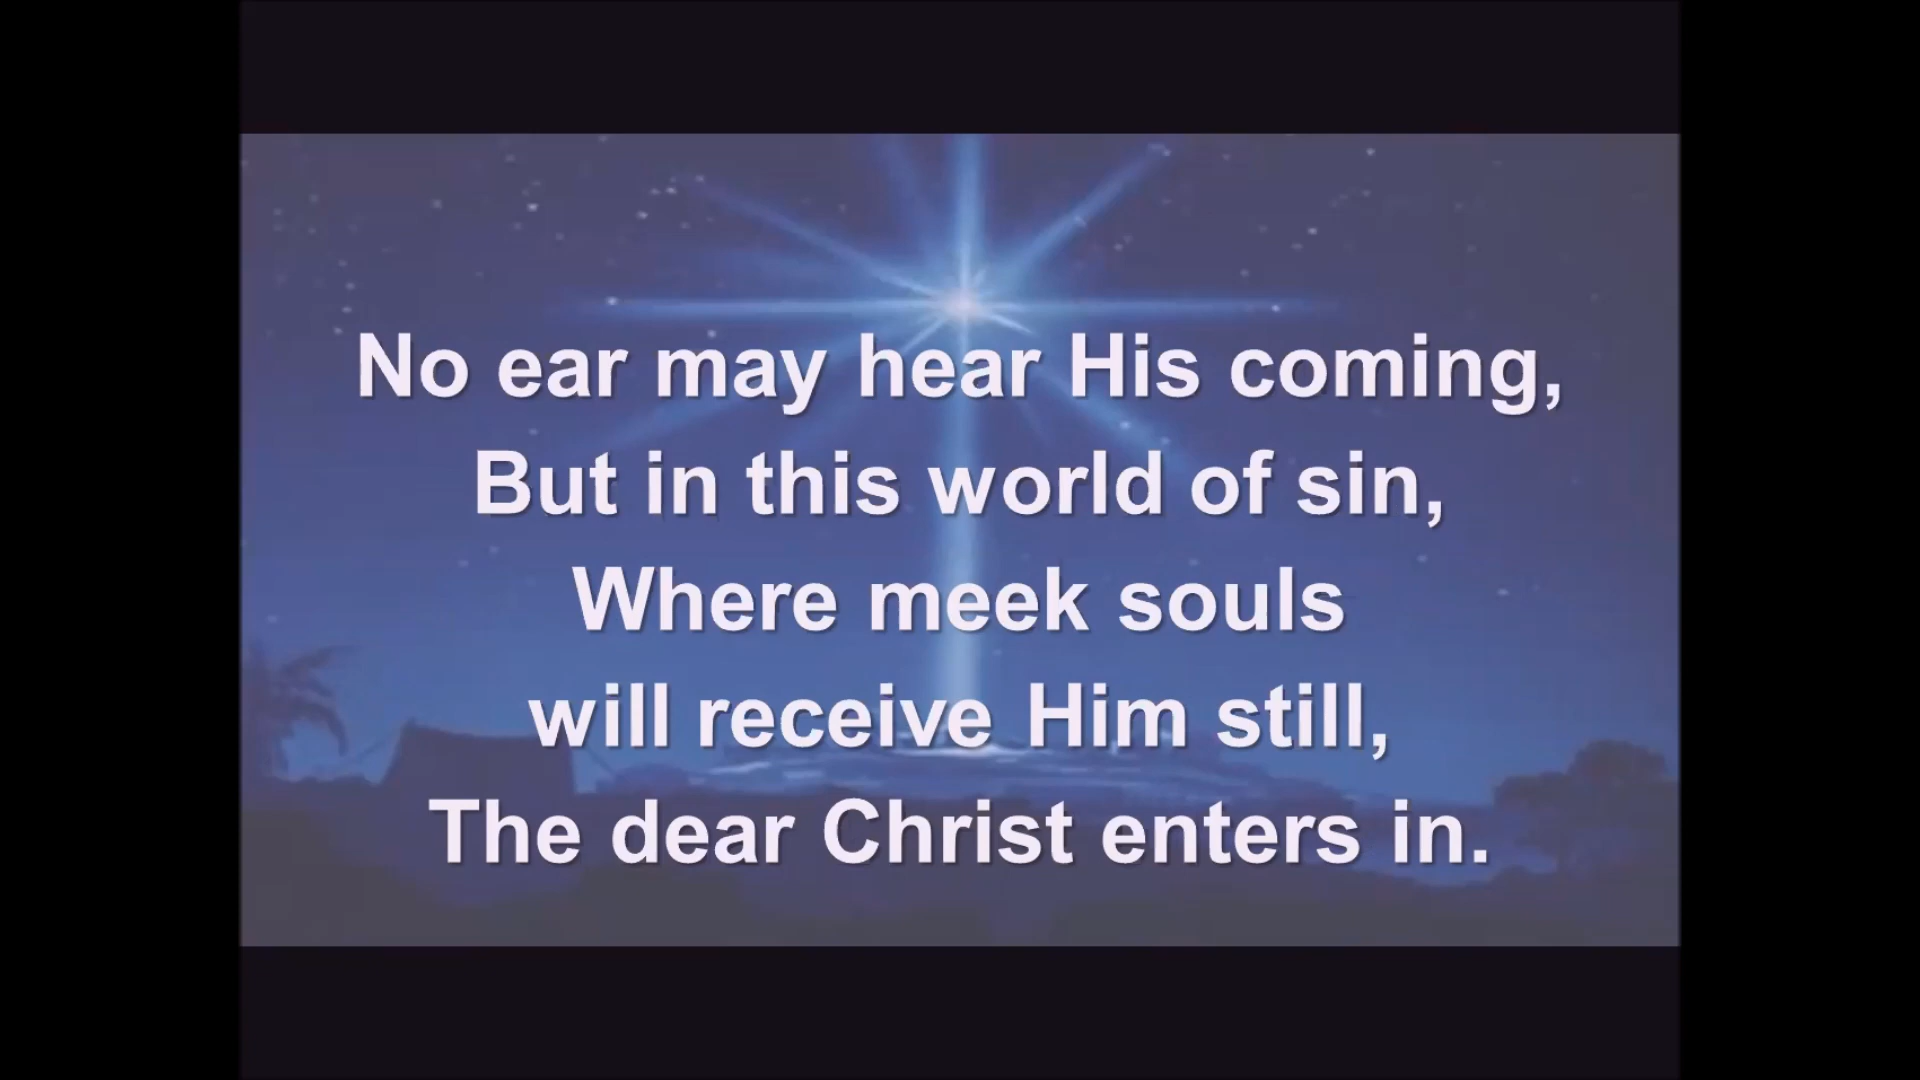 No ear may hear His coming,
But in this world of sin,
Where meek souls
will receive Him still,
The dear Christ enters in.